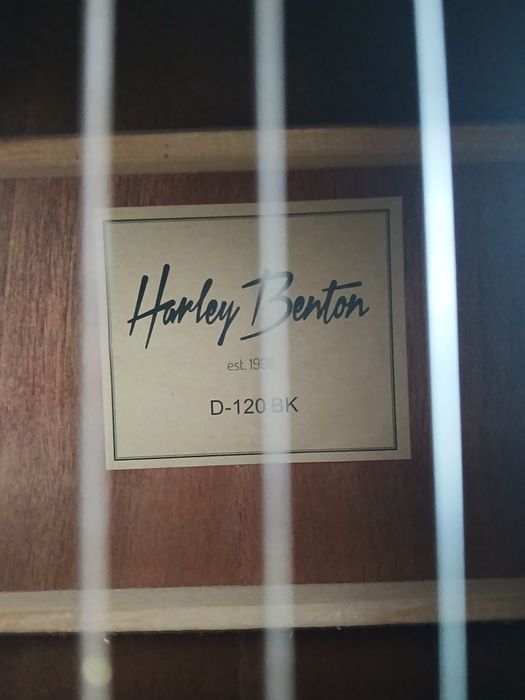 Harley Benton
est. 1998
D-120 BK